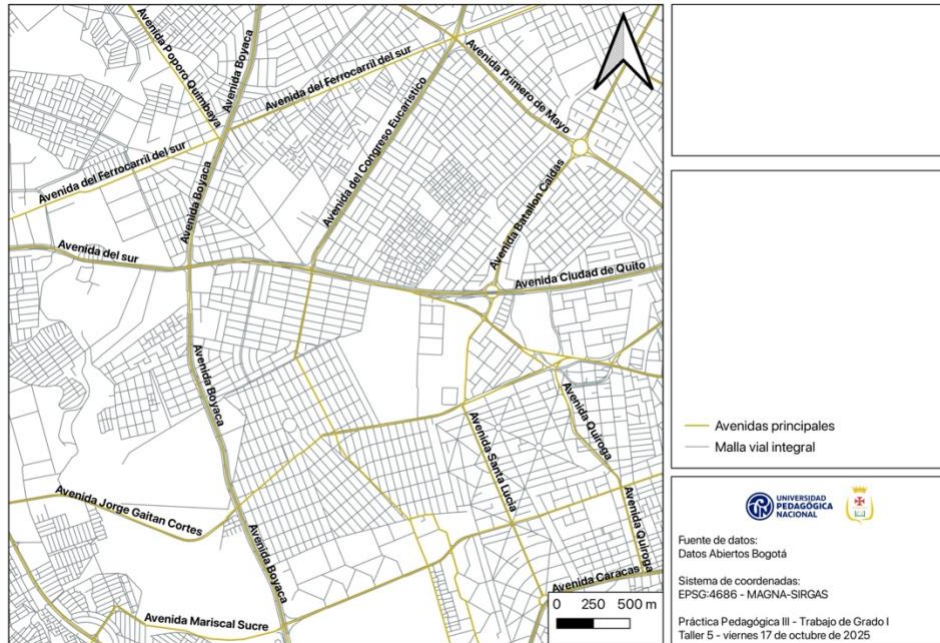 Avenida Poporo Quimbaya
Avenida Boyaca
Avenida del Ferrocarril del sur
Avenida Primero de Mayo
Avenida del Congreso Eucaristico
Avenida del Ferrocarril del sur
Avenida Boyaca
Avenida Batallon Caldas
Avenida del sur
Avenida Ciudad de Quito
Avenida Boyaca
Avenida Quiroga
Avenida Santa Lucia
Avenida Jorge Gaitan Cortes
Avenida Quiroga
Avenida Boyaca
Avenida Caracas
Avenida Mariscal Sucre
0 250 500 m
Avenidas principales
Malla vial integral
UNIVERSIDAD
PEDAGÓGICA
NACIONAL
Fuente de datos:
Datos Abiertos Bogotá
Sistema de coordenadas:
EPSG:4686 - MAGNA-SIRGAS
Práctica Pedagógica III - Trabajo de Grado I
Taller 5 - viernes 17 de octubre de 2025